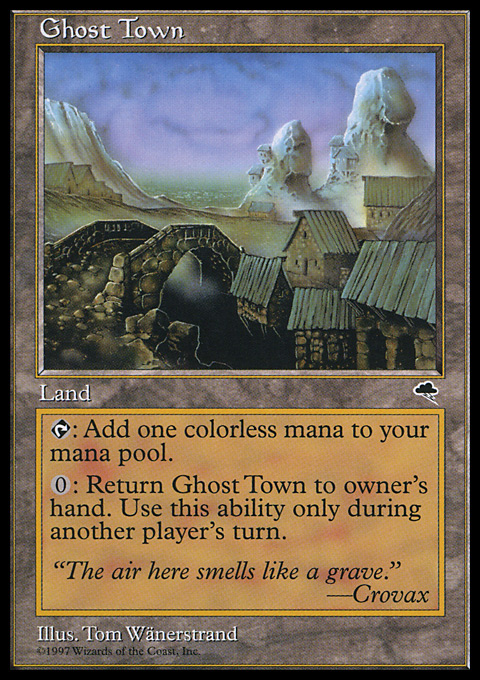 Ghost Town
Land
: Add one colorless mana to your
mana pool.
0: Return Ghost Town to owner's
hand. Use this ability only during
another player's turn.
"The air here smells like a grave."
—Crovax
Illus. Tom Wänerstrand
©1997 Wizards of the Coast, Inc.